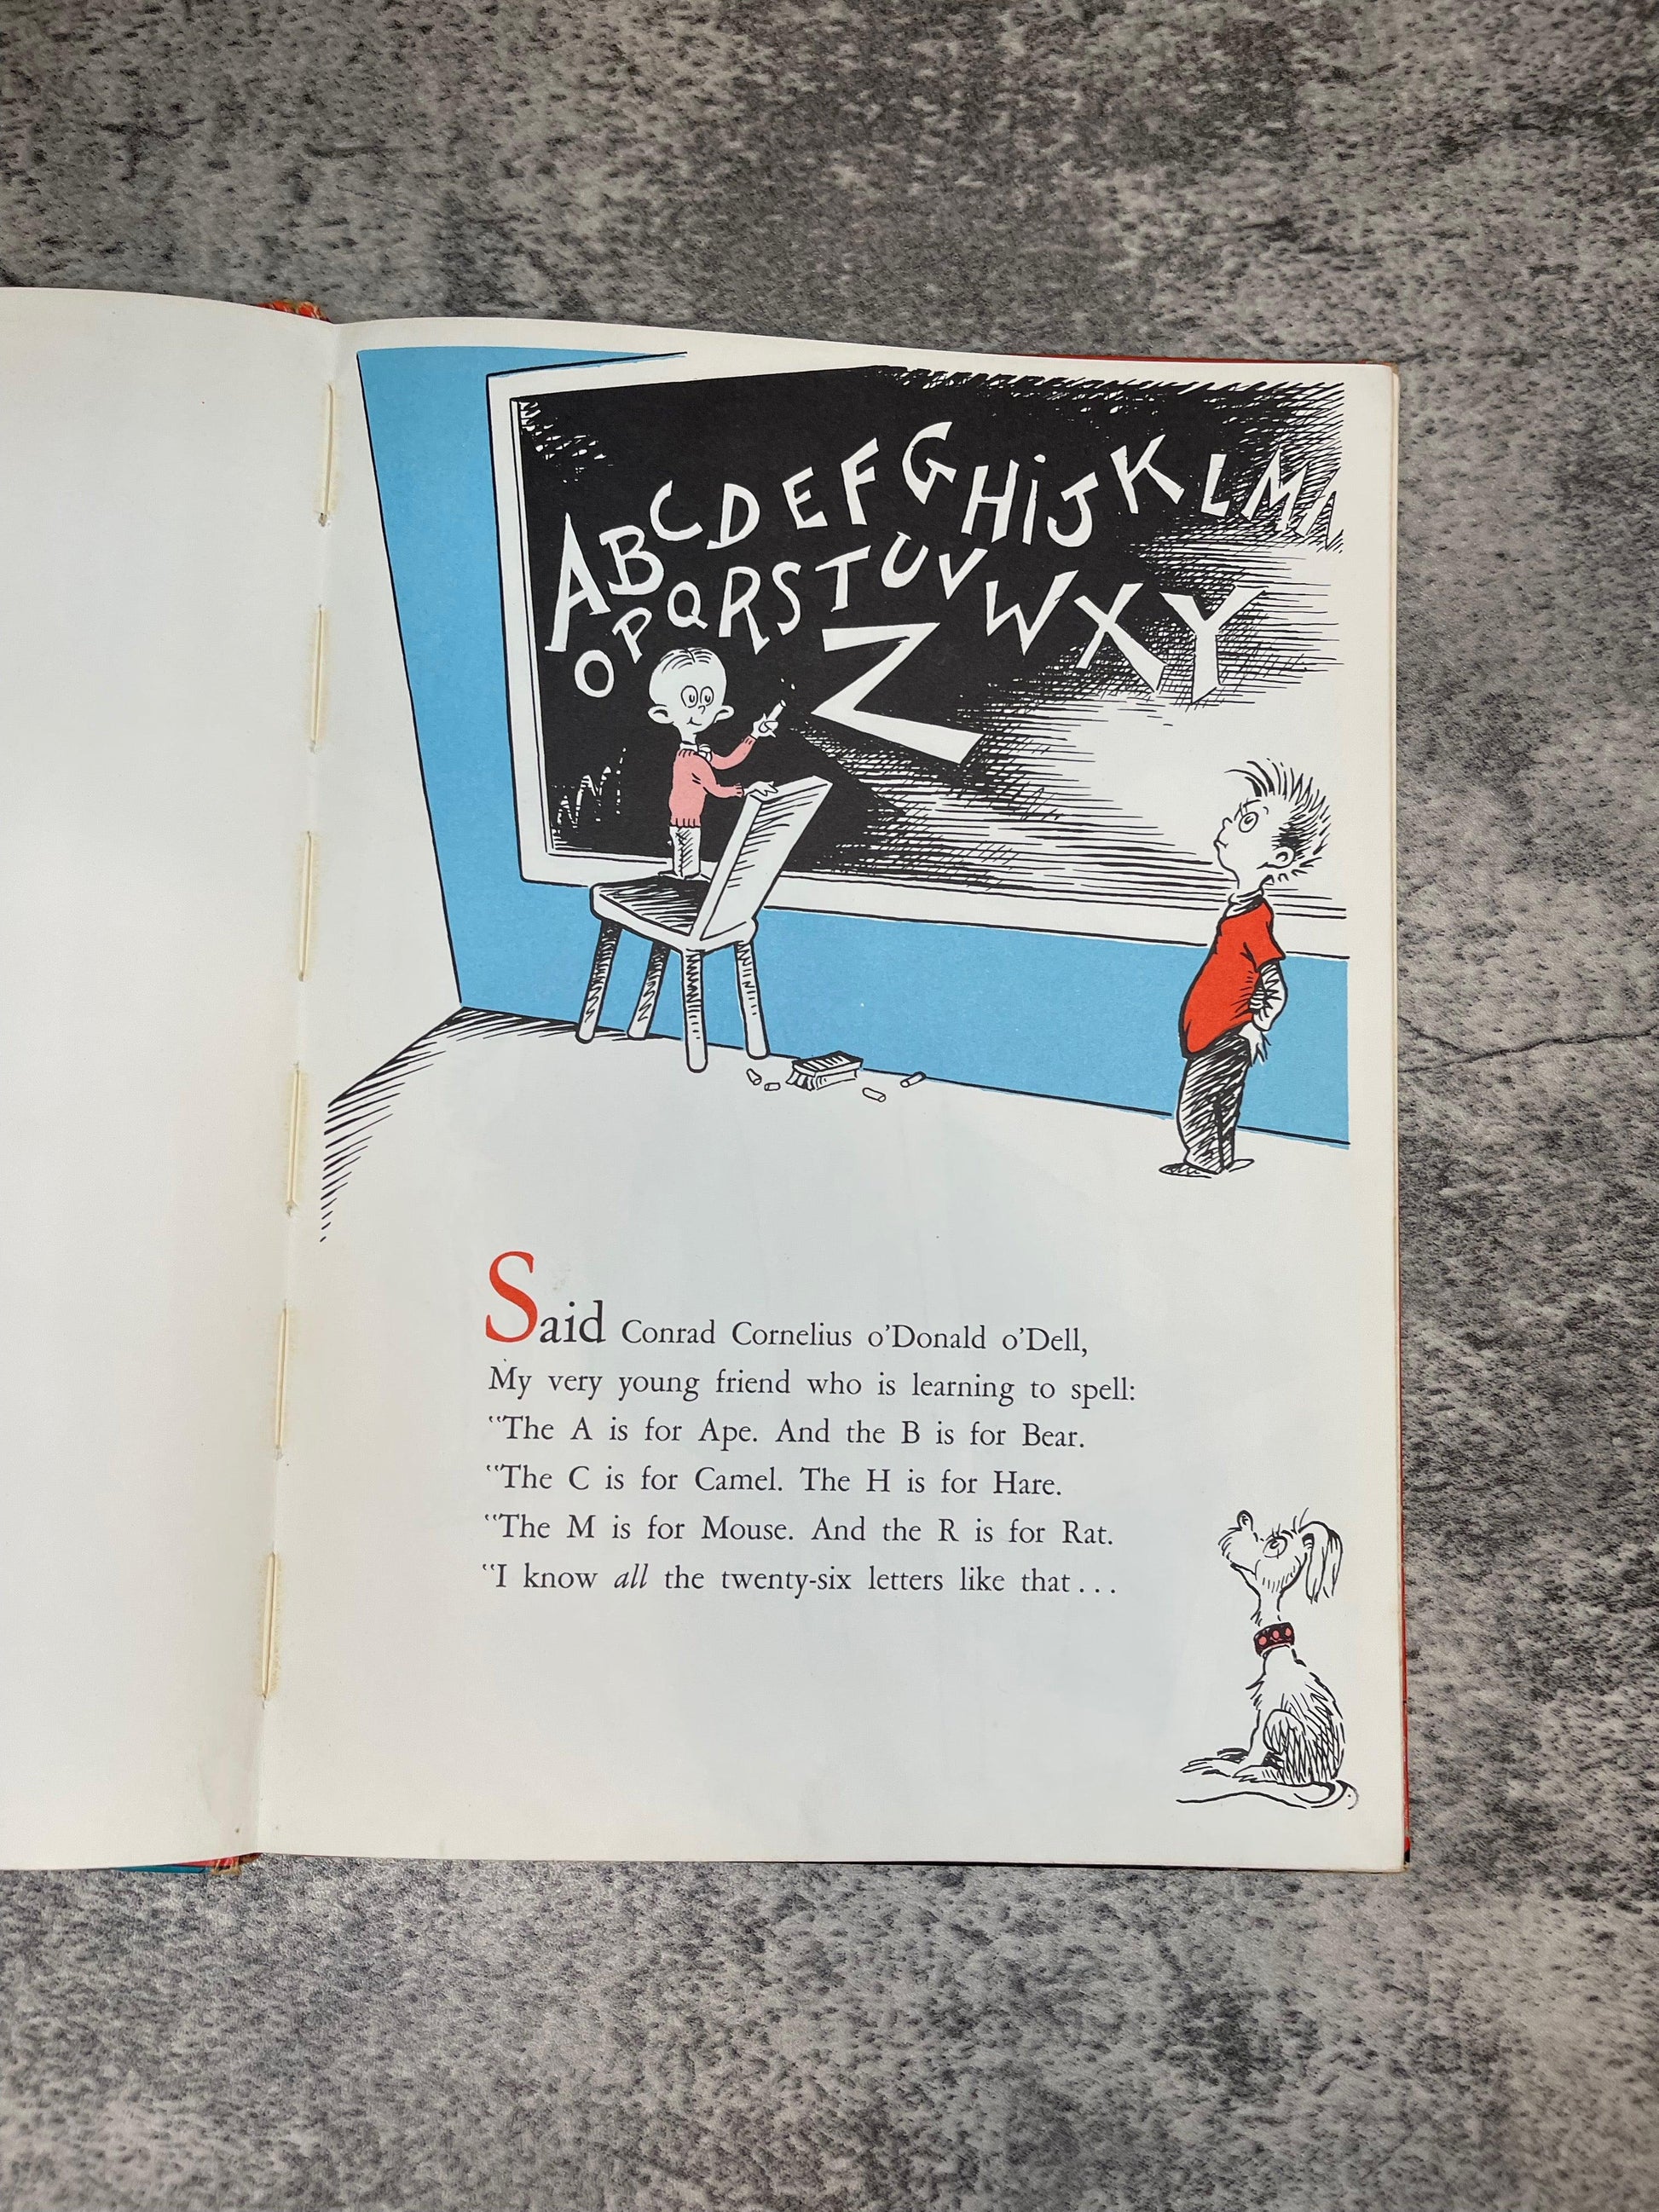 ABCDEFGHiJKLM
OPQRSTUVWXY
Z
Said Conrad Cornelius o'Donald o'Dell,
My very young friend who is learning to spell:
"The A is for Ape. And the B is for Bear.
"The C is for Camel. The H is for Hare.
"The M is for Mouse. And the R is for Rat.
"I know all the twenty-six letters like that...